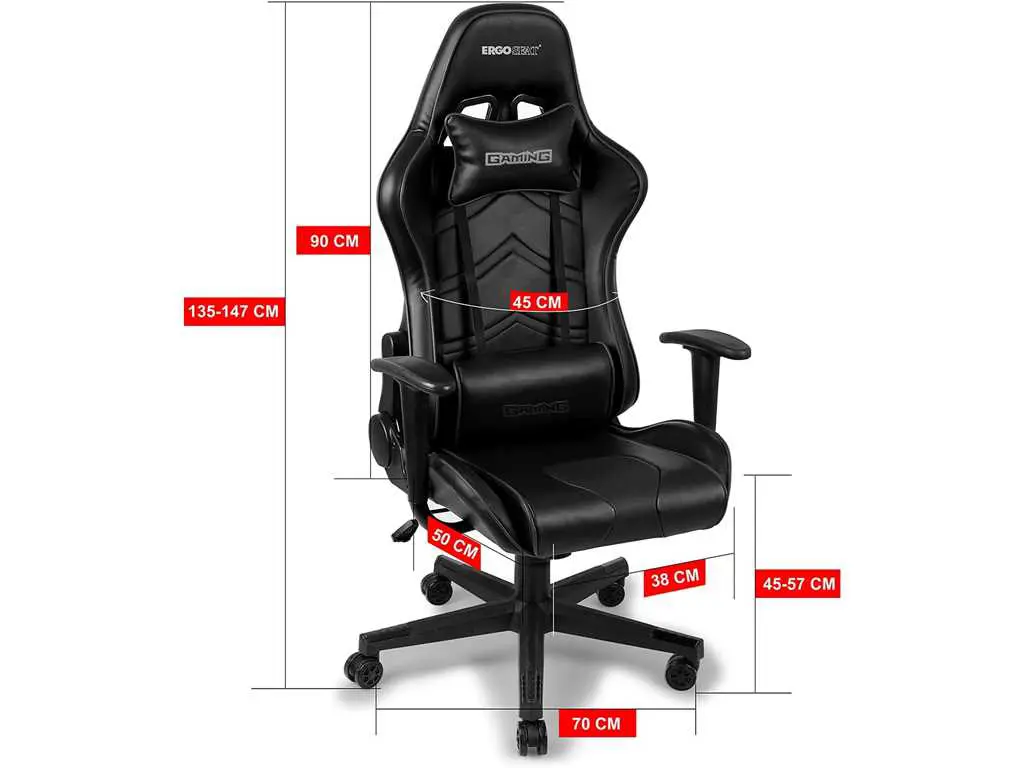 ERGOSEAT
GAMING
90 CM
45 CM
135-147 CM
GAMING
50 CM
38 CM
45-57 CM
70 CM